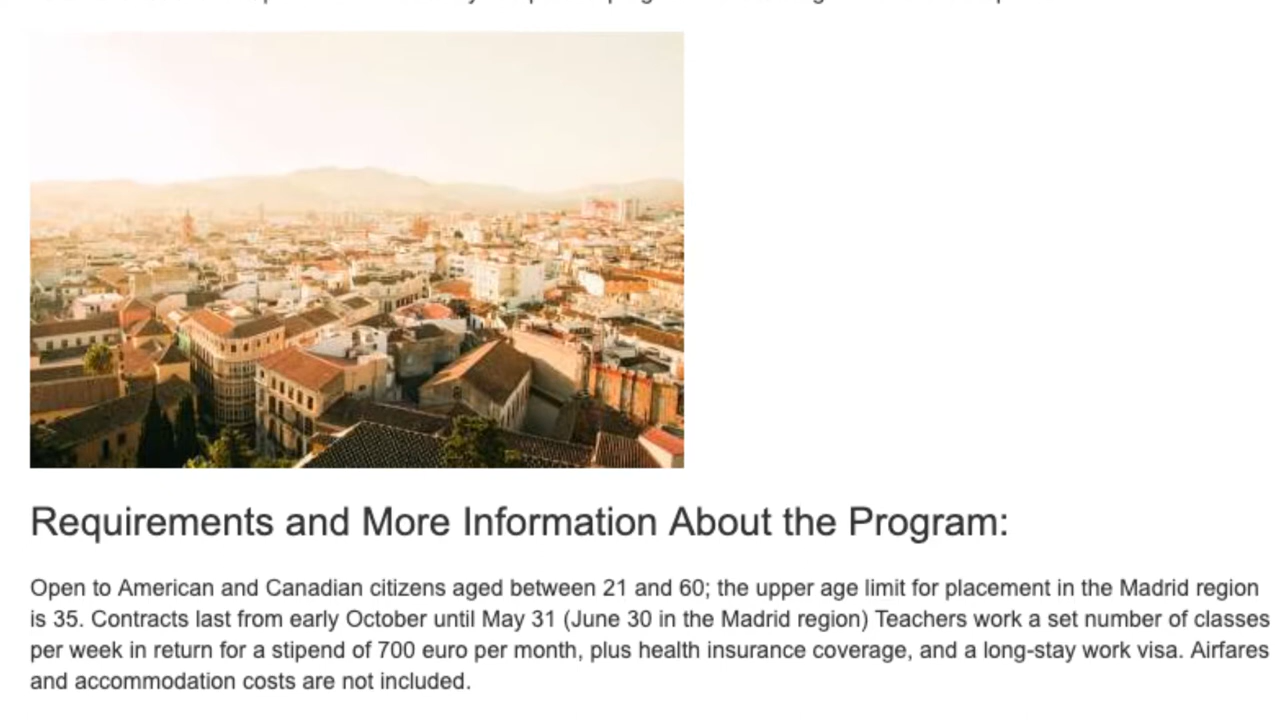 Requirements and More Information About the Program:
Open to American and Canadian citizens aged between 21 and 60; the upper age limit for placement in the Madrid region
is 35. Contracts last from early October until May 31 (June 30 in the Madrid region) Teachers work a set number of classes
per week in return for a stipend of 700 euro per month, plus health insurance coverage, and a long-stay work visa. Airfares
and accommodation costs are not included.